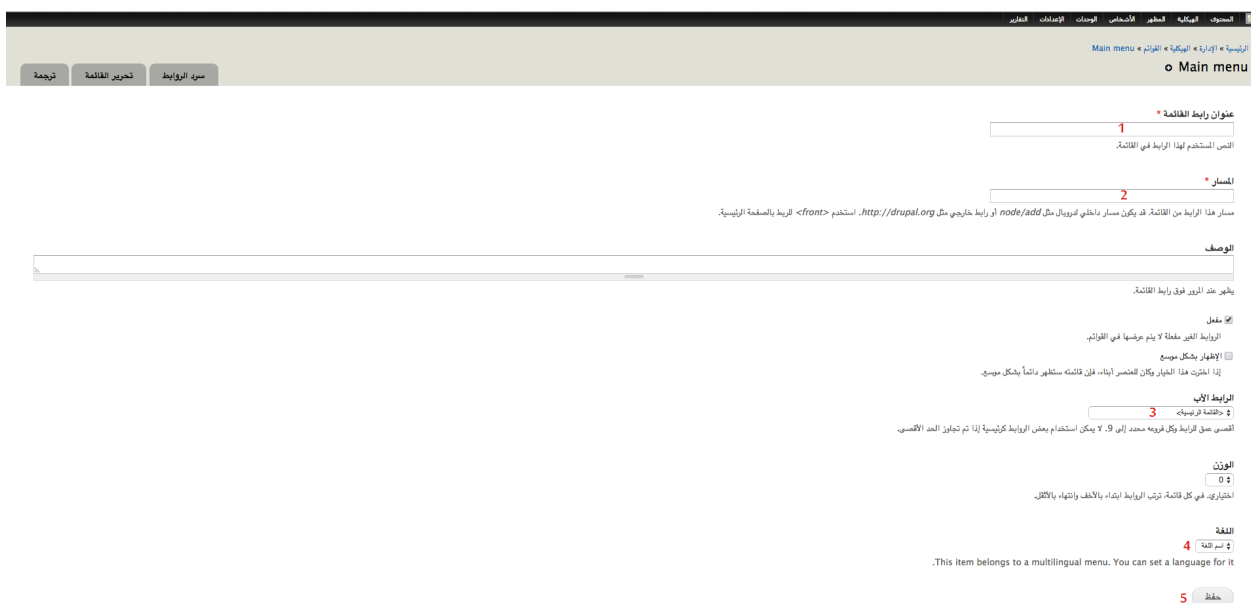 المحتوى الهيكلية المظهر الأشخاص الوحدات الإعدادات التقارير
الرئيسية » الإدارة » الهيكلية » القوائم » Main menu
Main menu
سرد الروابط تحرير القائمة ترجمة
عنوان رابط القائمة *
1
النص المستخدم لهذا الرابط في القائمة.
المسار *
2
مسار هذا الرابط من القائمة. قد يكون مسار داخلي لدروبال مثل node/add أو رابط خارجي مثل http://drupal.org. استخدم <front> للربط بالصفحة الرئيسية.
الوصف
يظهر عند المرور فوق رابط القائمة.
مفعل
الروابط الغير مفعلة لا يتم عرضها في القوائم.
الإظهار بشكل موسع
إذا اخترت هذا الخيار وكان للعنصر أبناء، فإن قائمته ستظهر دائماً بشكل موسع.
الرابط الأب
<القائمة الرئيسية> 3
أقصى عمق للرابط وكل فروعه محدد إلى 9. لا يمكن استخدام بعض الروابط كرئيسية إذا تم تجاوز الحد الأقصى.
الوزن
0
اختياري. في كل قائمة، ترتب الروابط ابتداء بالأخف وانتهاء بالأثقل.
اللغة
اسم اللغة 4
This item belongs to a multilingual menu. You can set a language for it.
حفظ 5